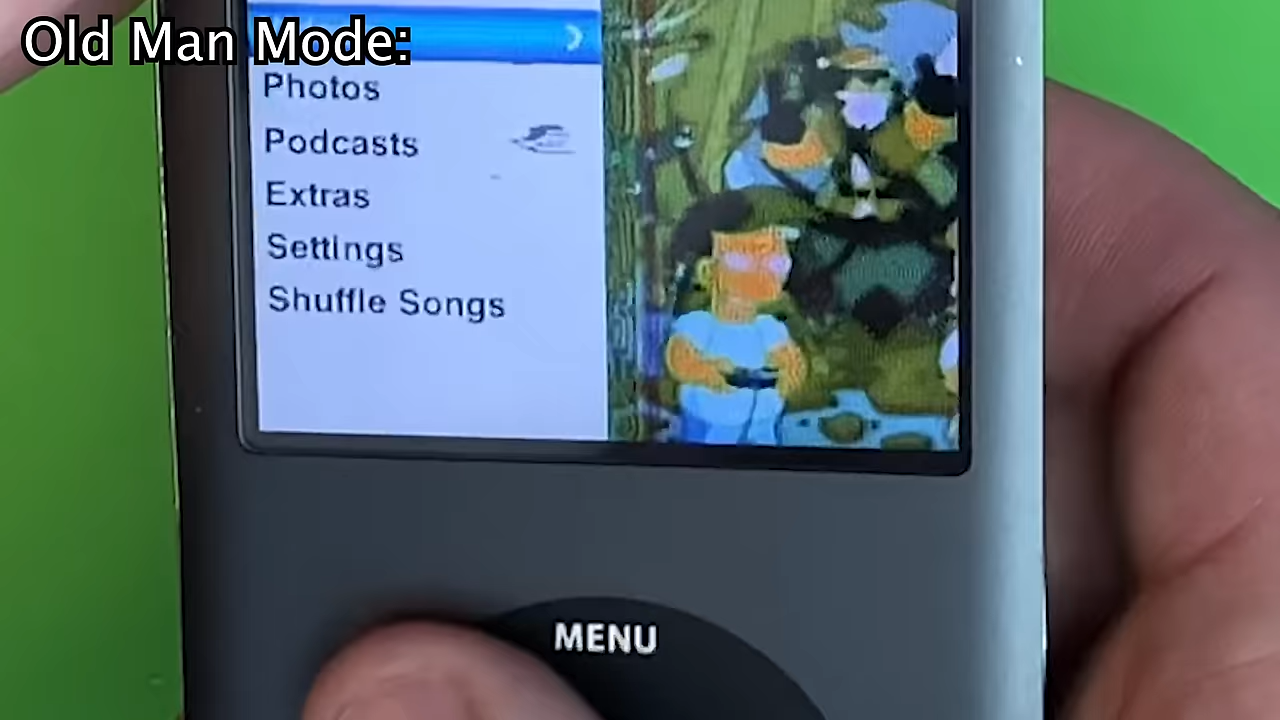 Old Man Mode:
Photos
Podcasts
Extras
Settings
Shuffle Songs
MENU